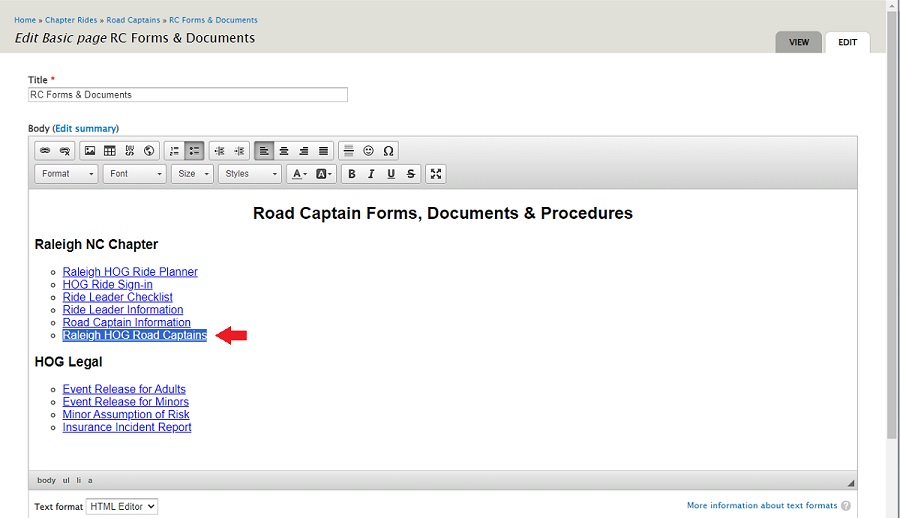 Home » Chapter Rides » Road Captains » RC Forms & Documents
Edit Basic page RC Forms & Documents
VIEW
EDIT
Title *
RC Forms & Documents
Body (Edit summary)
Format Font Size Styles A A B I U S
Road Captain Forms, Documents & Procedures
Raleigh NC Chapter
Raleigh HOG Ride Planner
HOG Ride Sign-in
Ride Leader Checklist
Ride Leader Information
Road Captain Information
Raleigh HOG Road Captains
HOG Legal
Event Release for Adults
Event Release for Minors
Minor Assumption of Risk
Insurance Incident Report
body ul li a
Text format HTML Editor
More information about text formats ?